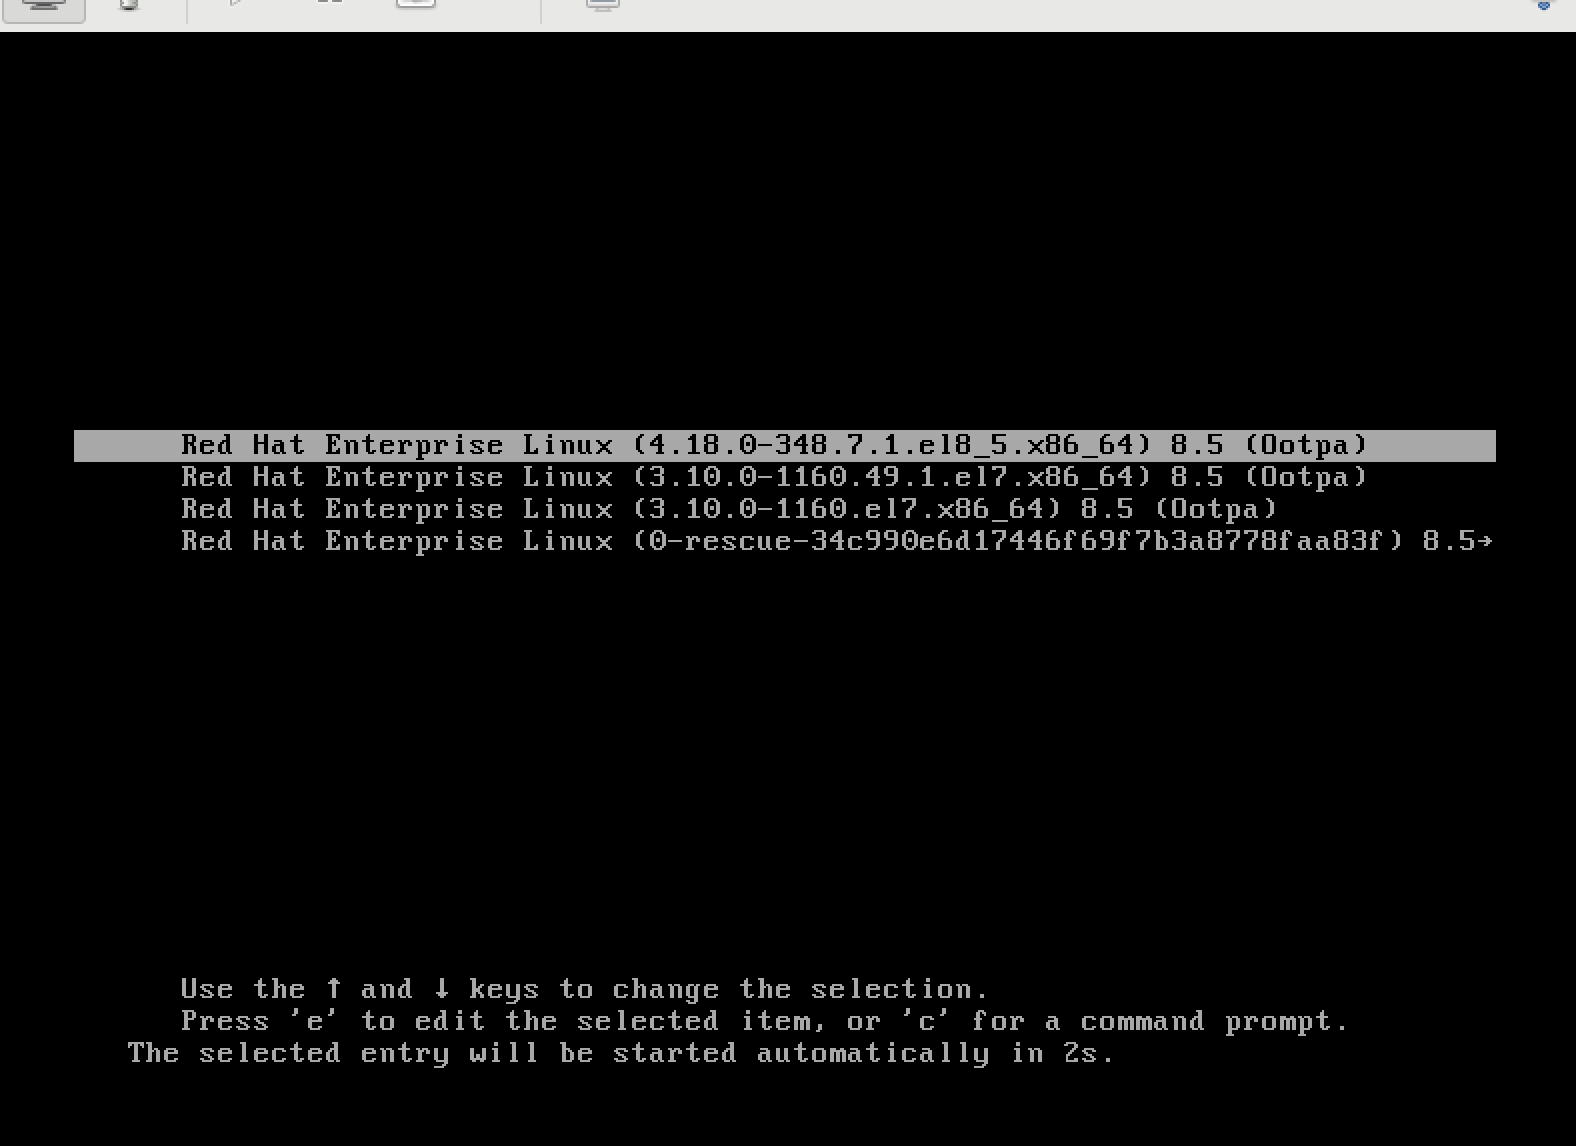 Red Hat Enterprise Linux (4.18.0-348.7.1.el8_5.x86_64) 8.5 (Ootpa)
Red Hat Enterprise Linux (3.10.0-1160.49.1.el7.x86_64) 8.5 (Ootpa)
Red Hat Enterprise Linux (3.10.0-1160.el7.x86_64) 8.5 (Ootpa)
Red Hat Enterprise Linux (0-rescue-34c990e6d17446f69f7b3a8778faa83f) 8.5→
Use the ↑ and ↓ keys to change the selection.
Press 'e' to edit the selected item, or 'c' for a command prompt.
The selected entry will be started automatically in 2s.